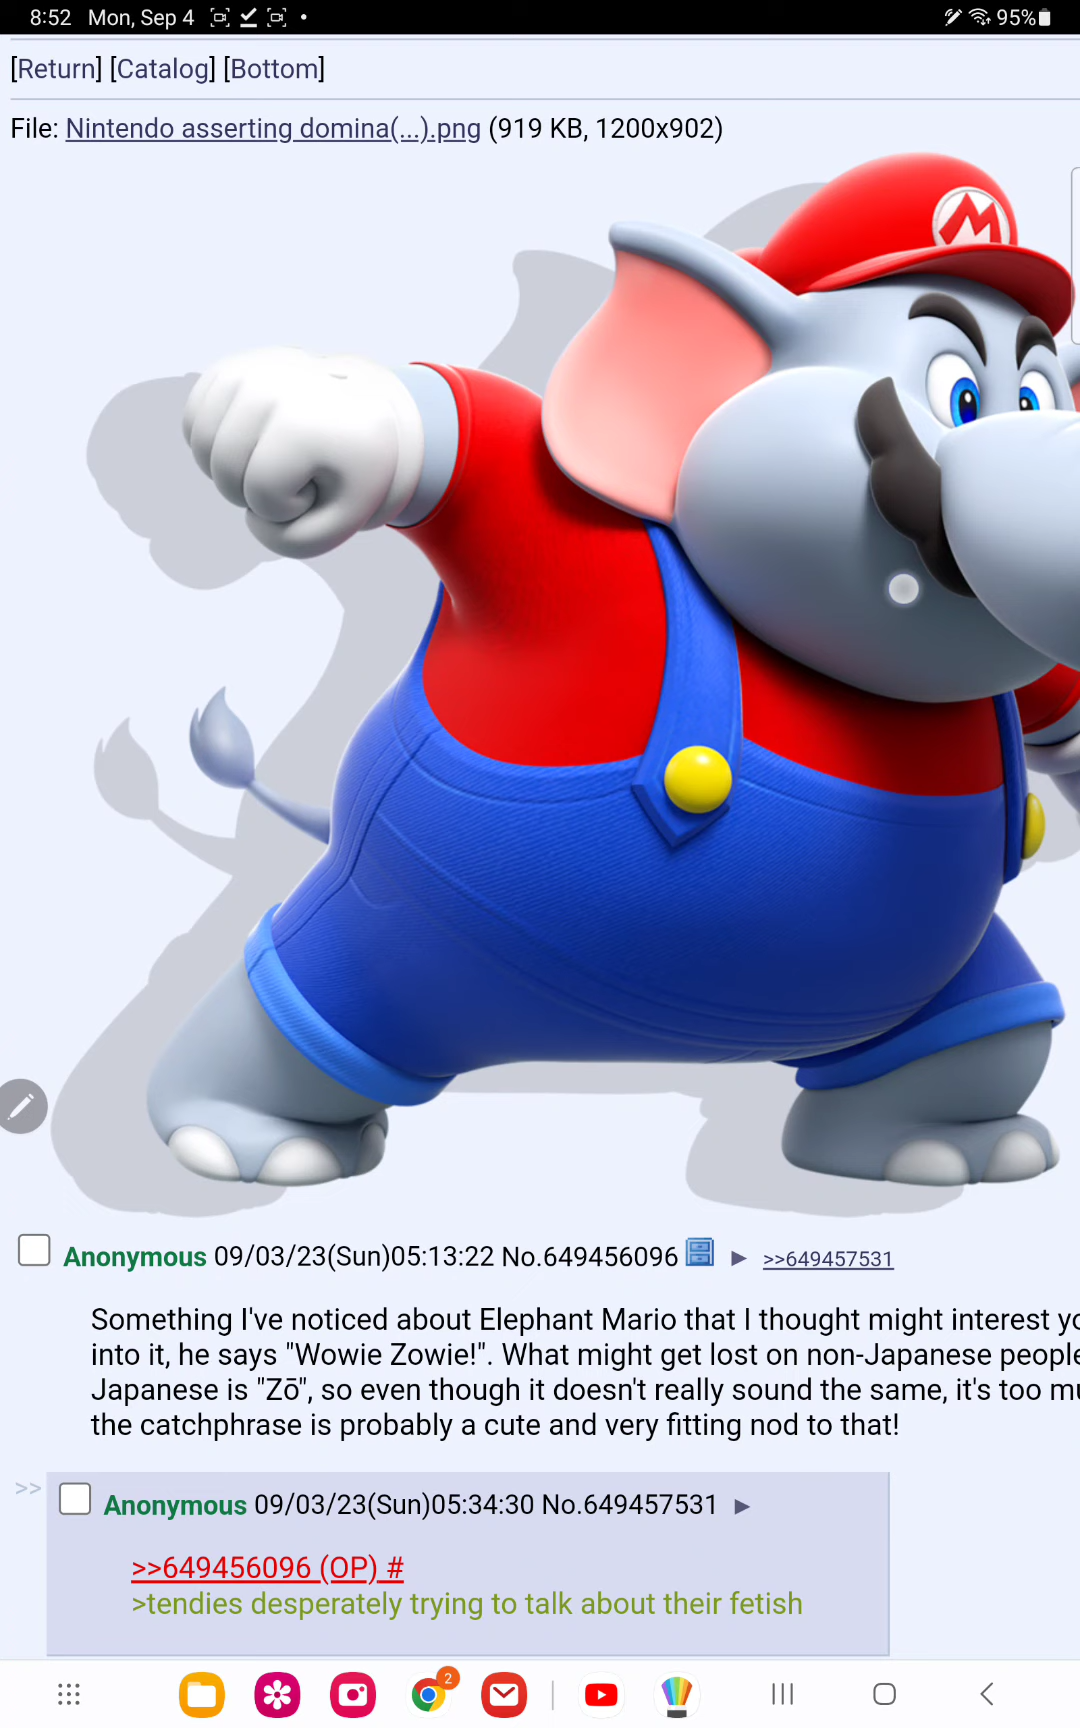 8:52 Mon, Sep 4 95%
[Return] [Catalog] [Bottom]
File: Nintendo asserting domina(...).png (919 KB, 1200x902)
M
Anonymous 09/03/23(Sun)05:13:22 No.649456096 ▶ >>649457531
Something I've noticed about Elephant Mario that I thought might interest yo
into it, he says "Wowie Zowie!". What might get lost on non-Japanese people
Japanese is "Zō", so even though it doesn't really sound the same, it's too mu
the catchphrase is probably a cute and very fitting nod to that!
>> Anonymous 09/03/23(Sun)05:34:30 No.649457531 ▶
>>649456096 (OP) #
>tendies desperately trying to talk about their fetish
2